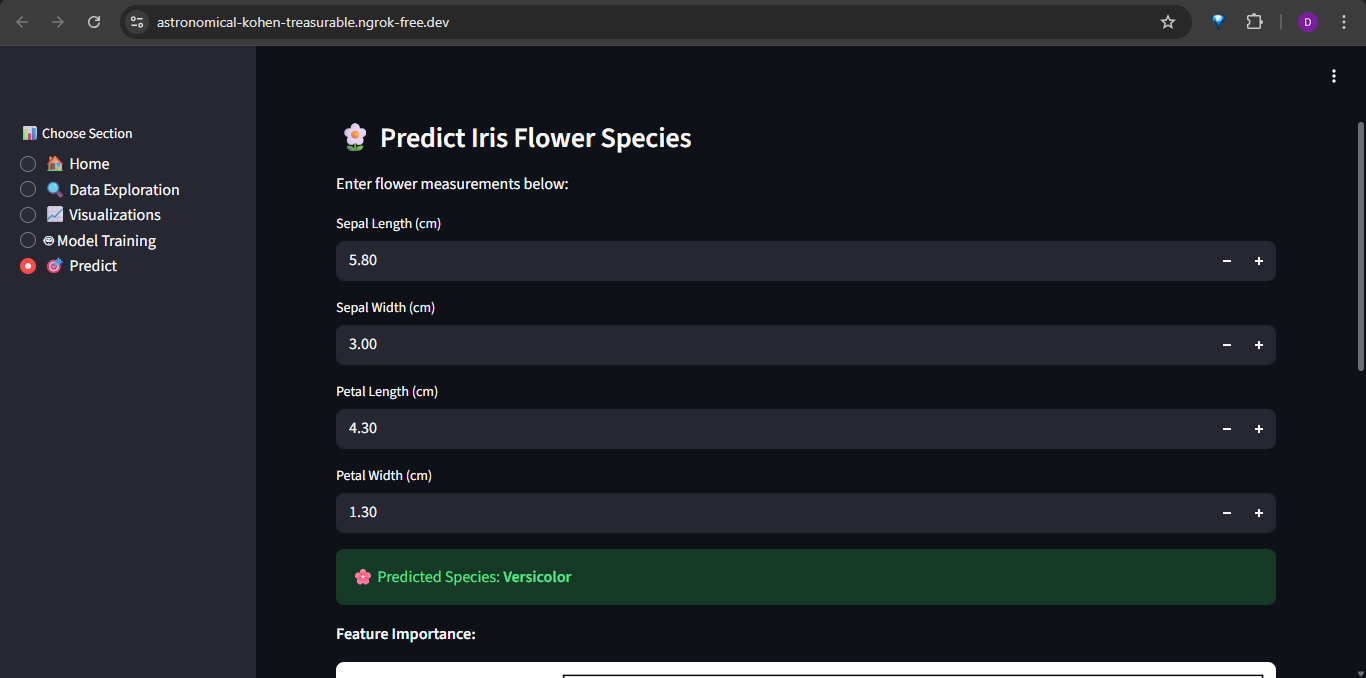 astronomical-kohen-treasurable.ngrok-free.dev
D
Choose Section
Home
Data Exploration
Visualizations
Model Training
Predict
Predict Iris Flower Species
Enter flower measurements below:
Sepal Length (cm)
5.80
Sepal Width (cm)
3.00
Petal Length (cm)
4.30
Petal Width (cm)
1.30
Predicted Species: Versicolor
Feature Importance: